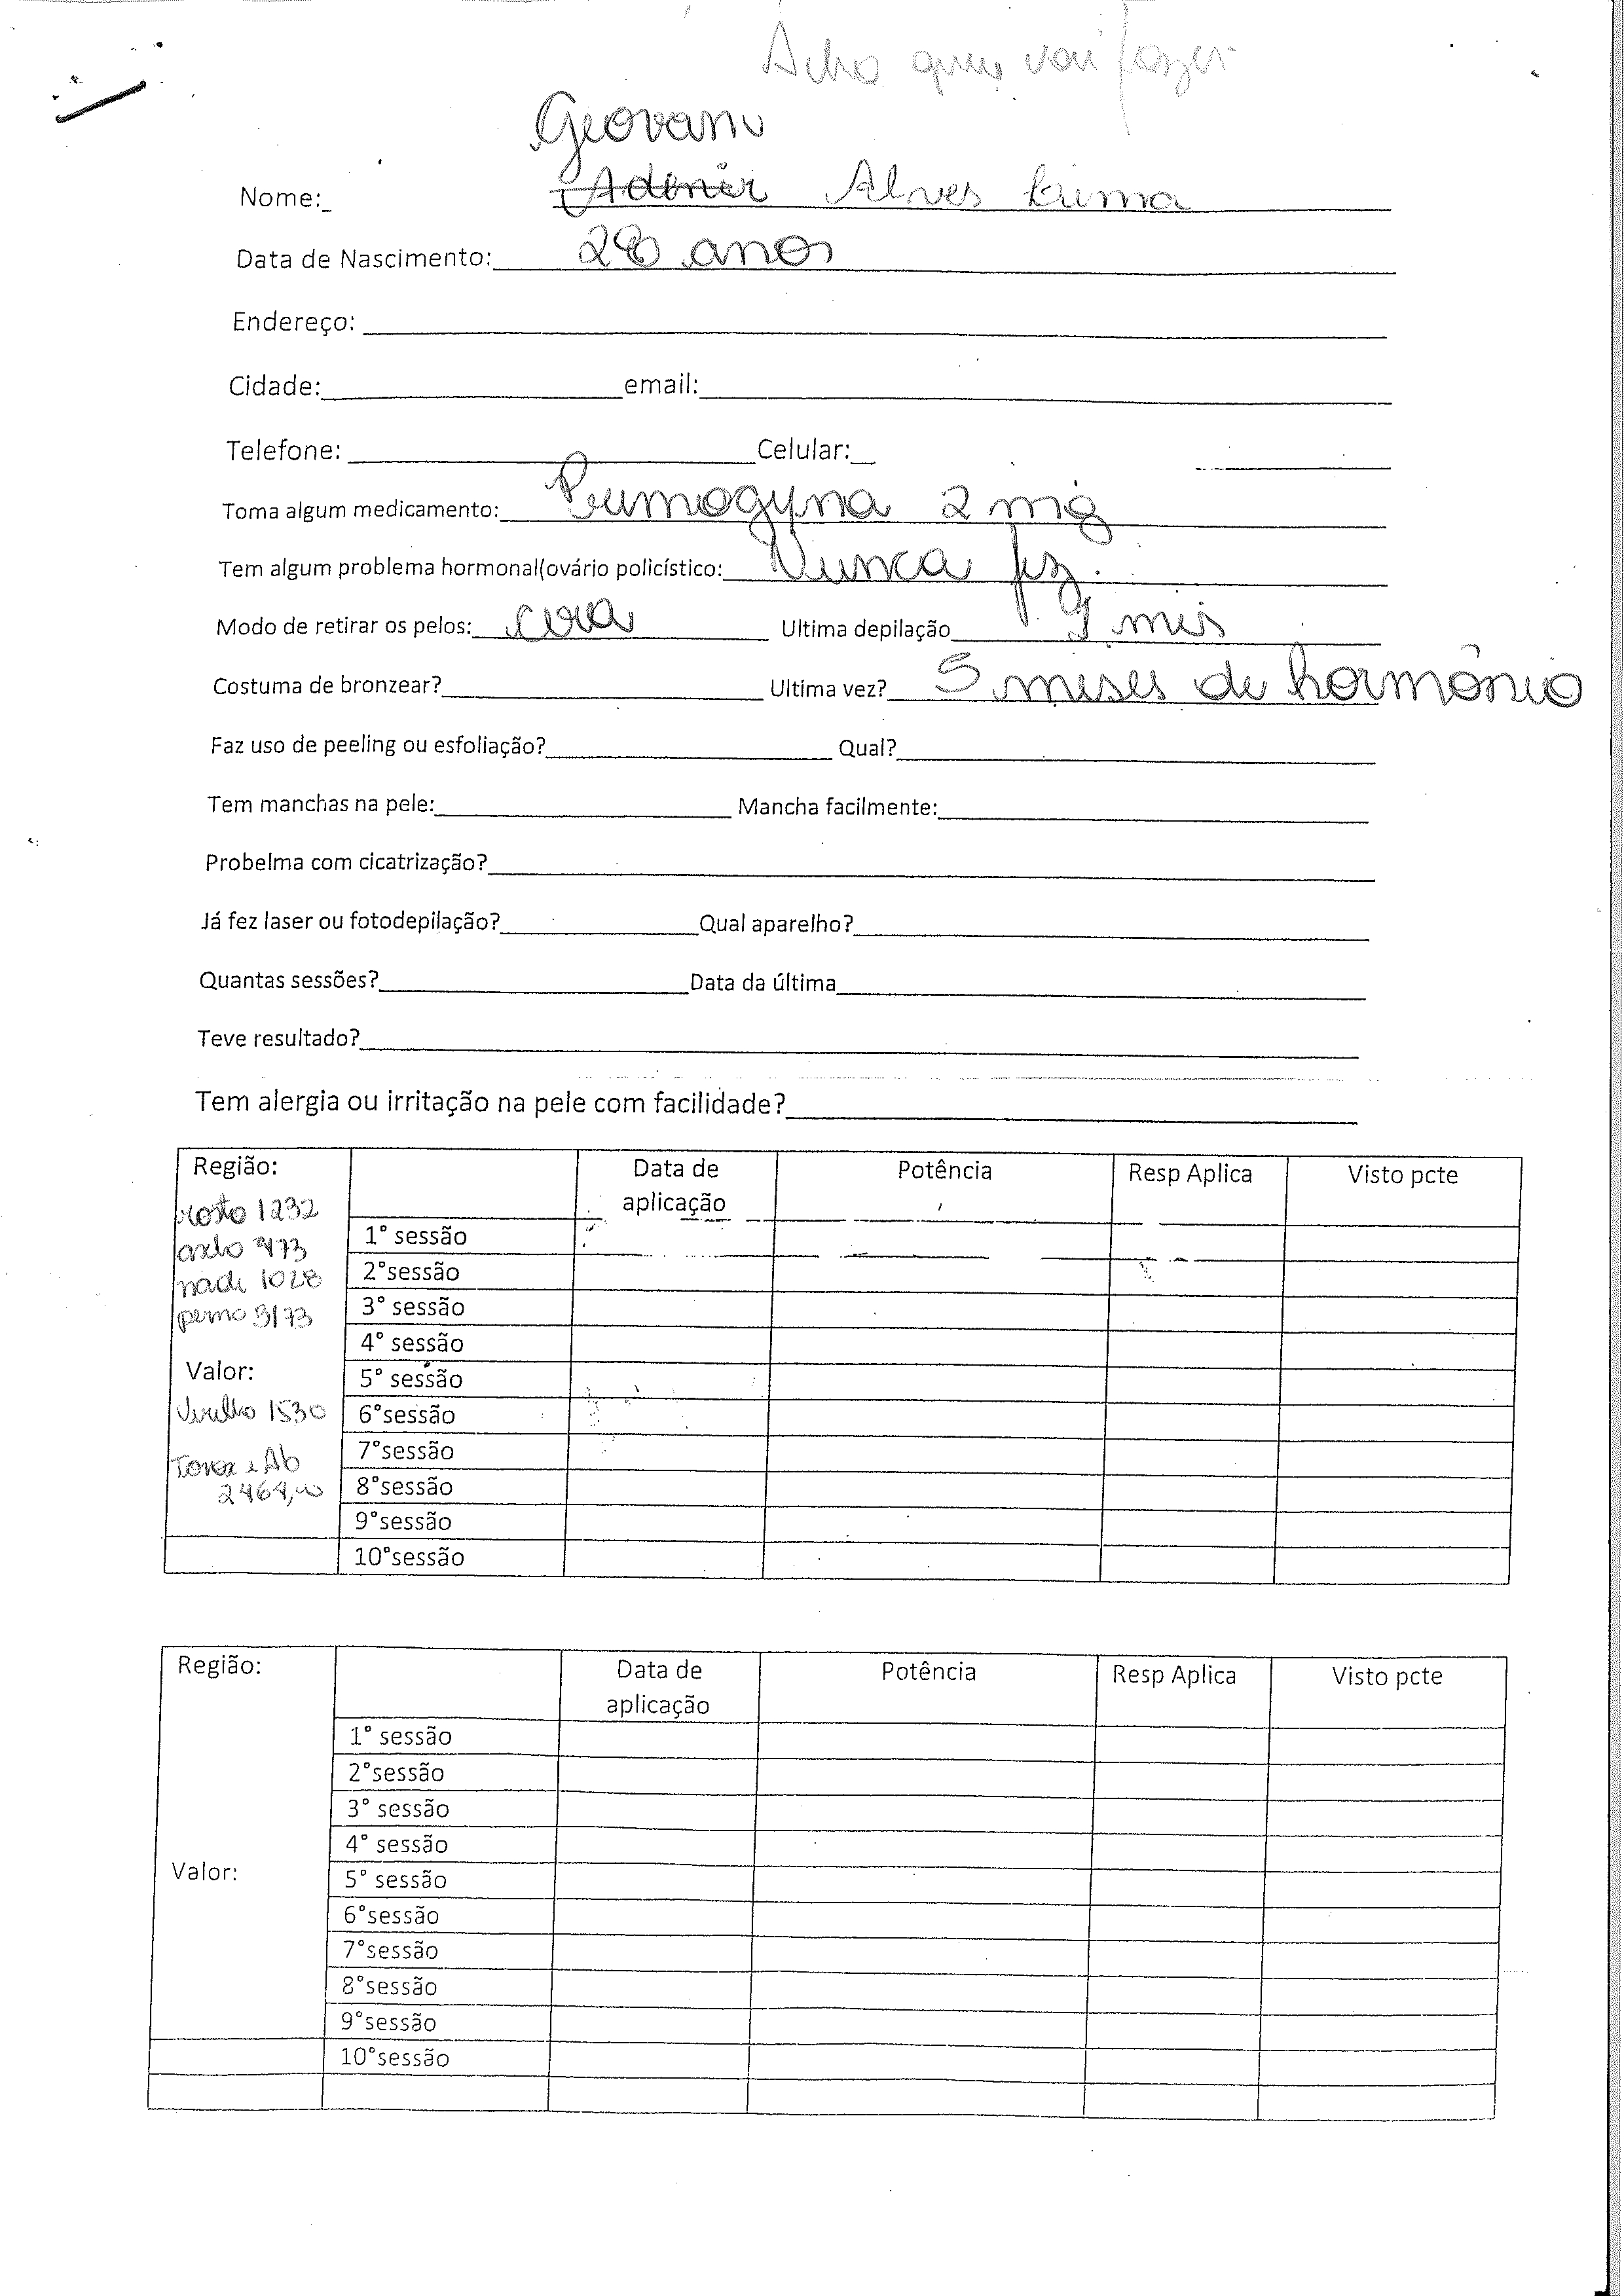 Acho que vai fazer
Geovani
Nome:_ Ademir Alves Lima
Data de Nascimento: 28 anos
Endereço:
Cidade: email:
Telefone: Celular:
Toma algum medicamento: Primogyna 2 mg
Tem algum problema hormonal(ovário policístico: Nunca fez.
Modo de retirar os pelos: cera Ultima depilação 1 mês
Costuma de bronzear? Ultima vez? 5 meses de hormônio
Faz uso de peeling ou esfoliação? Qual?
Tem manchas na pele: Mancha facilmente:
Probelma com cicatrização?
Já fez laser ou fotodepilação? Qual aparelho?
Quantas sessões? Data da última
Teve resultado?
Tem alergia ou irritação na pele com facilidade?
Região: Data de aplicação Potência Resp Aplica Visto pcte
rosto 1232
1° sessão
973
2°sessão
1028
3° sessão
3173
4° sessão
Valor:
5° sessão
Virilha 1530
6°sessão
7°sessão
Torax e Ab
8°sessão
2464,00
9°sessão
10°sessão
Região: Data de aplicação Potência Resp Aplica Visto pcte
1° sessão
2°sessão
3° sessão
4° sessão
Valor:
5° sessão
6°sessão
7°sessão
8°sessão
9°sessão
10°sessão